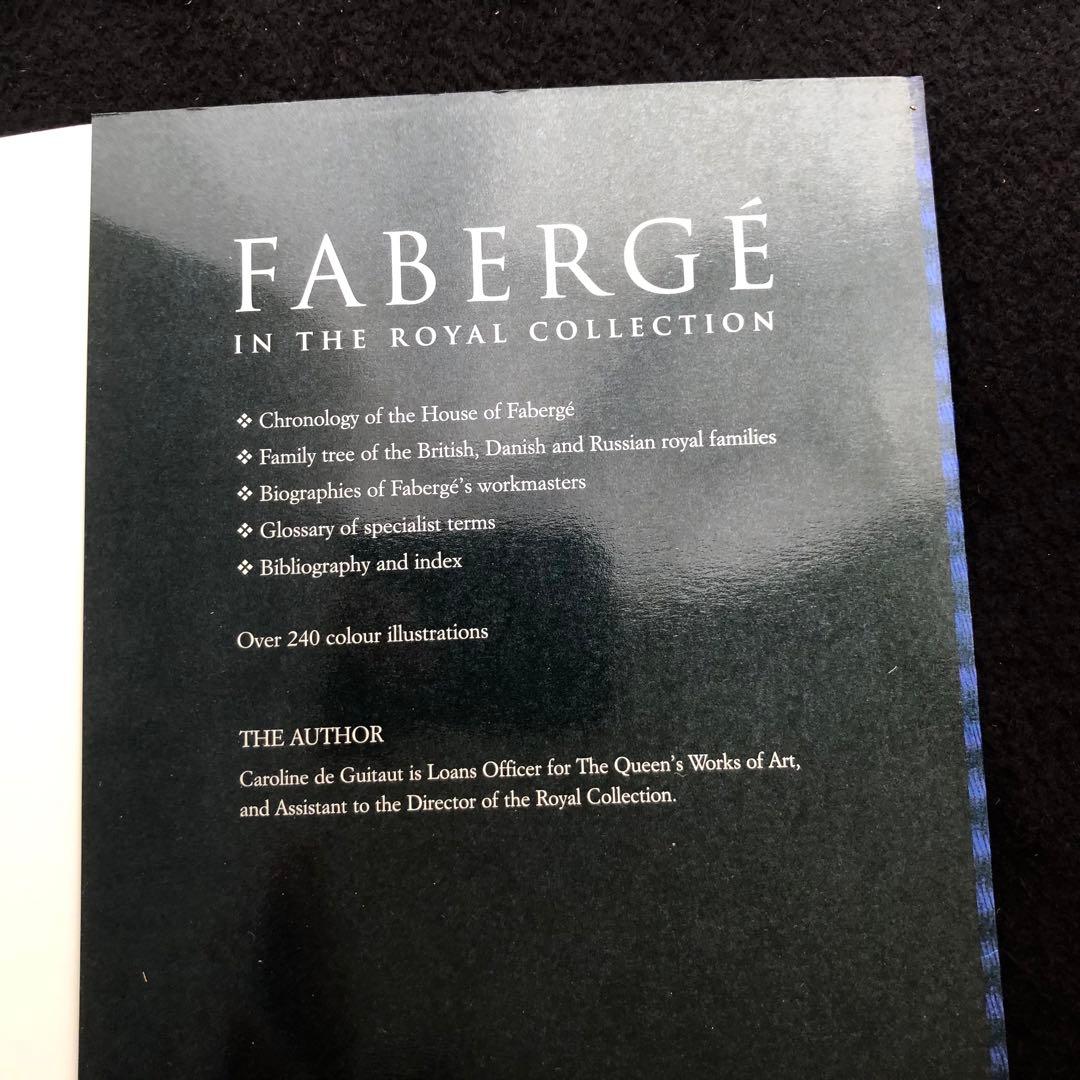 FABERGÉ
IN THE ROYAL COLLECTION
❖ Chronology of the House of Fabergé
❖ Family tree of the British, Danish and Russian royal families
❖ Biographies of Fabergé's workmasters
❖ Glossary of specialist terms
❖ Bibliography and index
Over 240 colour illustrations
THE AUTHOR
Caroline de Guitaut is Loans Officer for The Queen's Works of Art,
and Assistant to the Director of the Royal Collection.